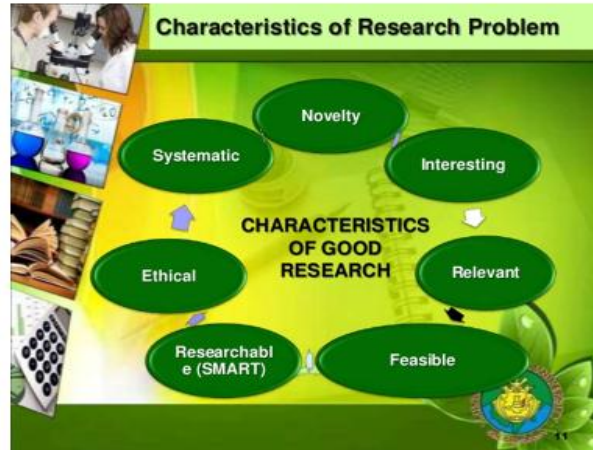 Characteristics of Research Problem
Novelty
Systematic
Interesting
CHARACTERISTICS
OF GOOD
RESEARCH
Ethical
Relevant
Researchabl
e (SMART)
Feasible
11